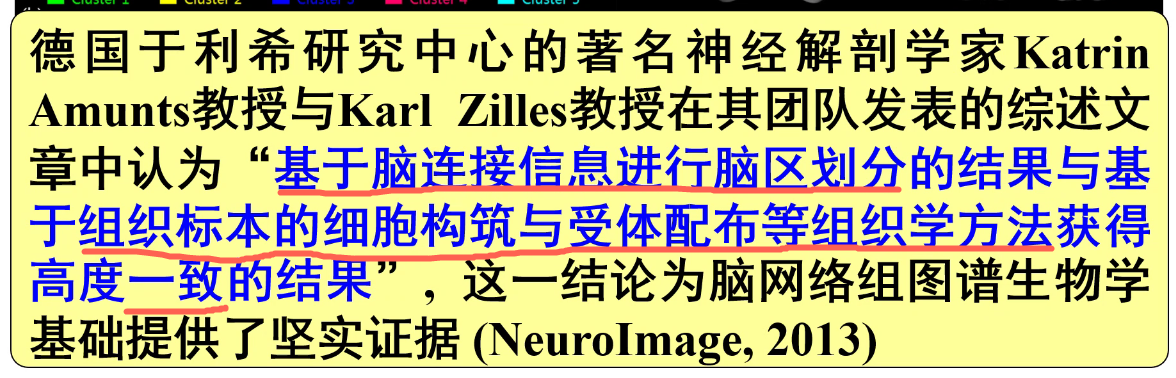 Cluster 1 Cluster 2 Cluster 3 Cluster 4 Cluster 5
德国于利希研究中心的著名神经解剖学家Katrin
Amunts教授与Karl Zilles教授在其团队发表的综述文
章中认为“基于脑连接信息进行脑区划分的结果与基
于组织标本的细胞构筑与受体配布等组织学方法获得
高度一致的结果”，这一结论为脑网络组图谱生物学
基础提供了坚实证据 (NeuroImage, 2013)